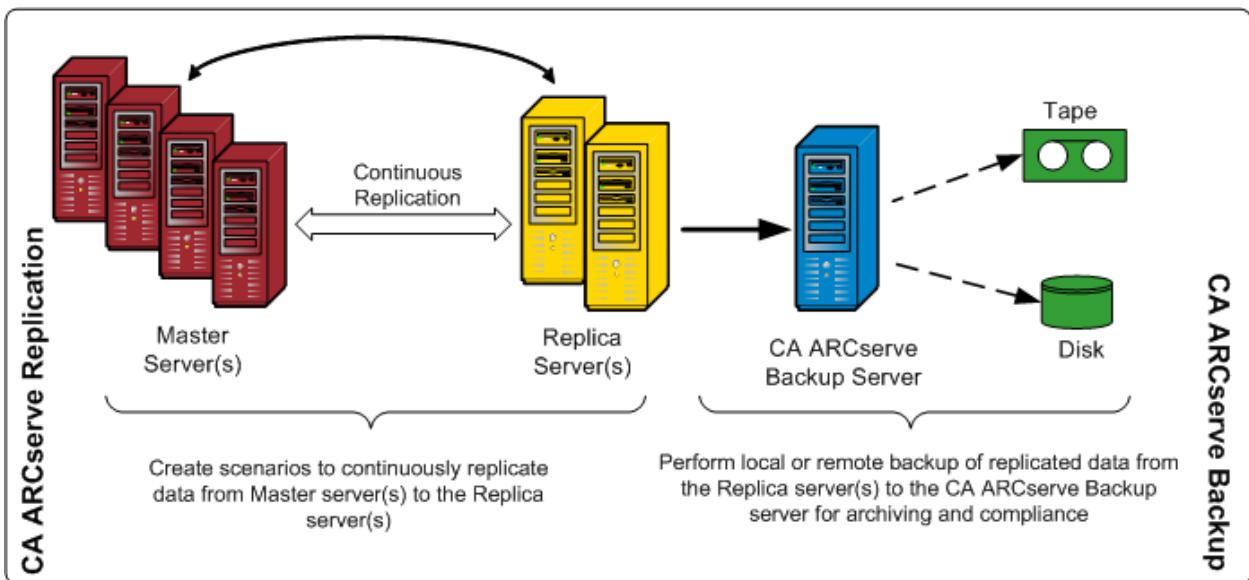 CA ARCserve Replication
Continuous
Replication
Master
Server(s)
Replica
Server(s)
Create scenarios to continuously replicate
data from Master server(s) to the Replica
server(s)
Tape
CA ARCserve
Backup Server
Disk
Perform local or remote backup of replicated data from
the Replica server(s) to the CA ARCserve Backup
server for archiving and compliance
CA ARCserve Backup